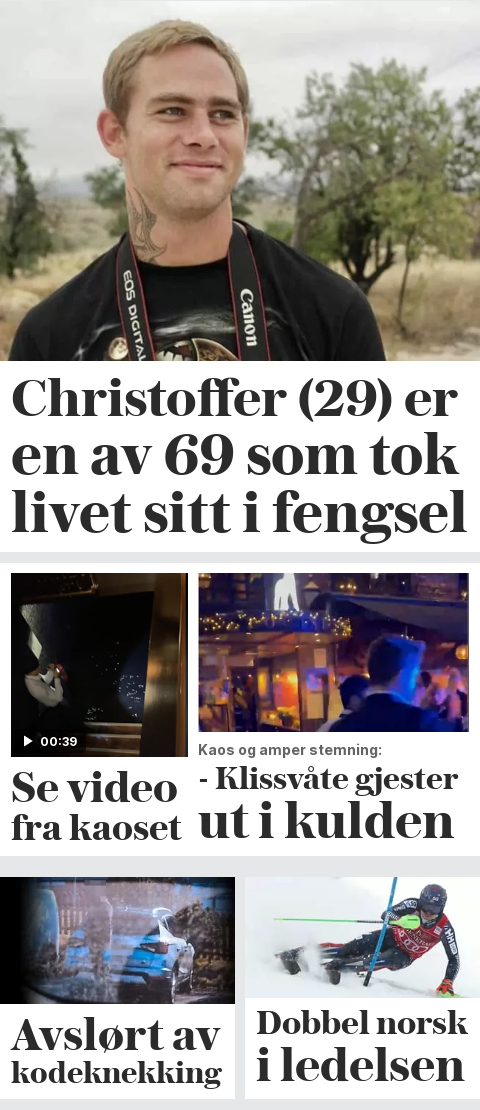 EOS DIGITAL
Canon
Christoffer (29) er
en av 69 som tok
livet sitt i fengsel
00:39
Se video
fra kaoset
Kaos og amper stemning:
- Klissvåte gjester
ut i kulden
Avslørt av
kodeknekking
Dobbel norsk
i ledelsen